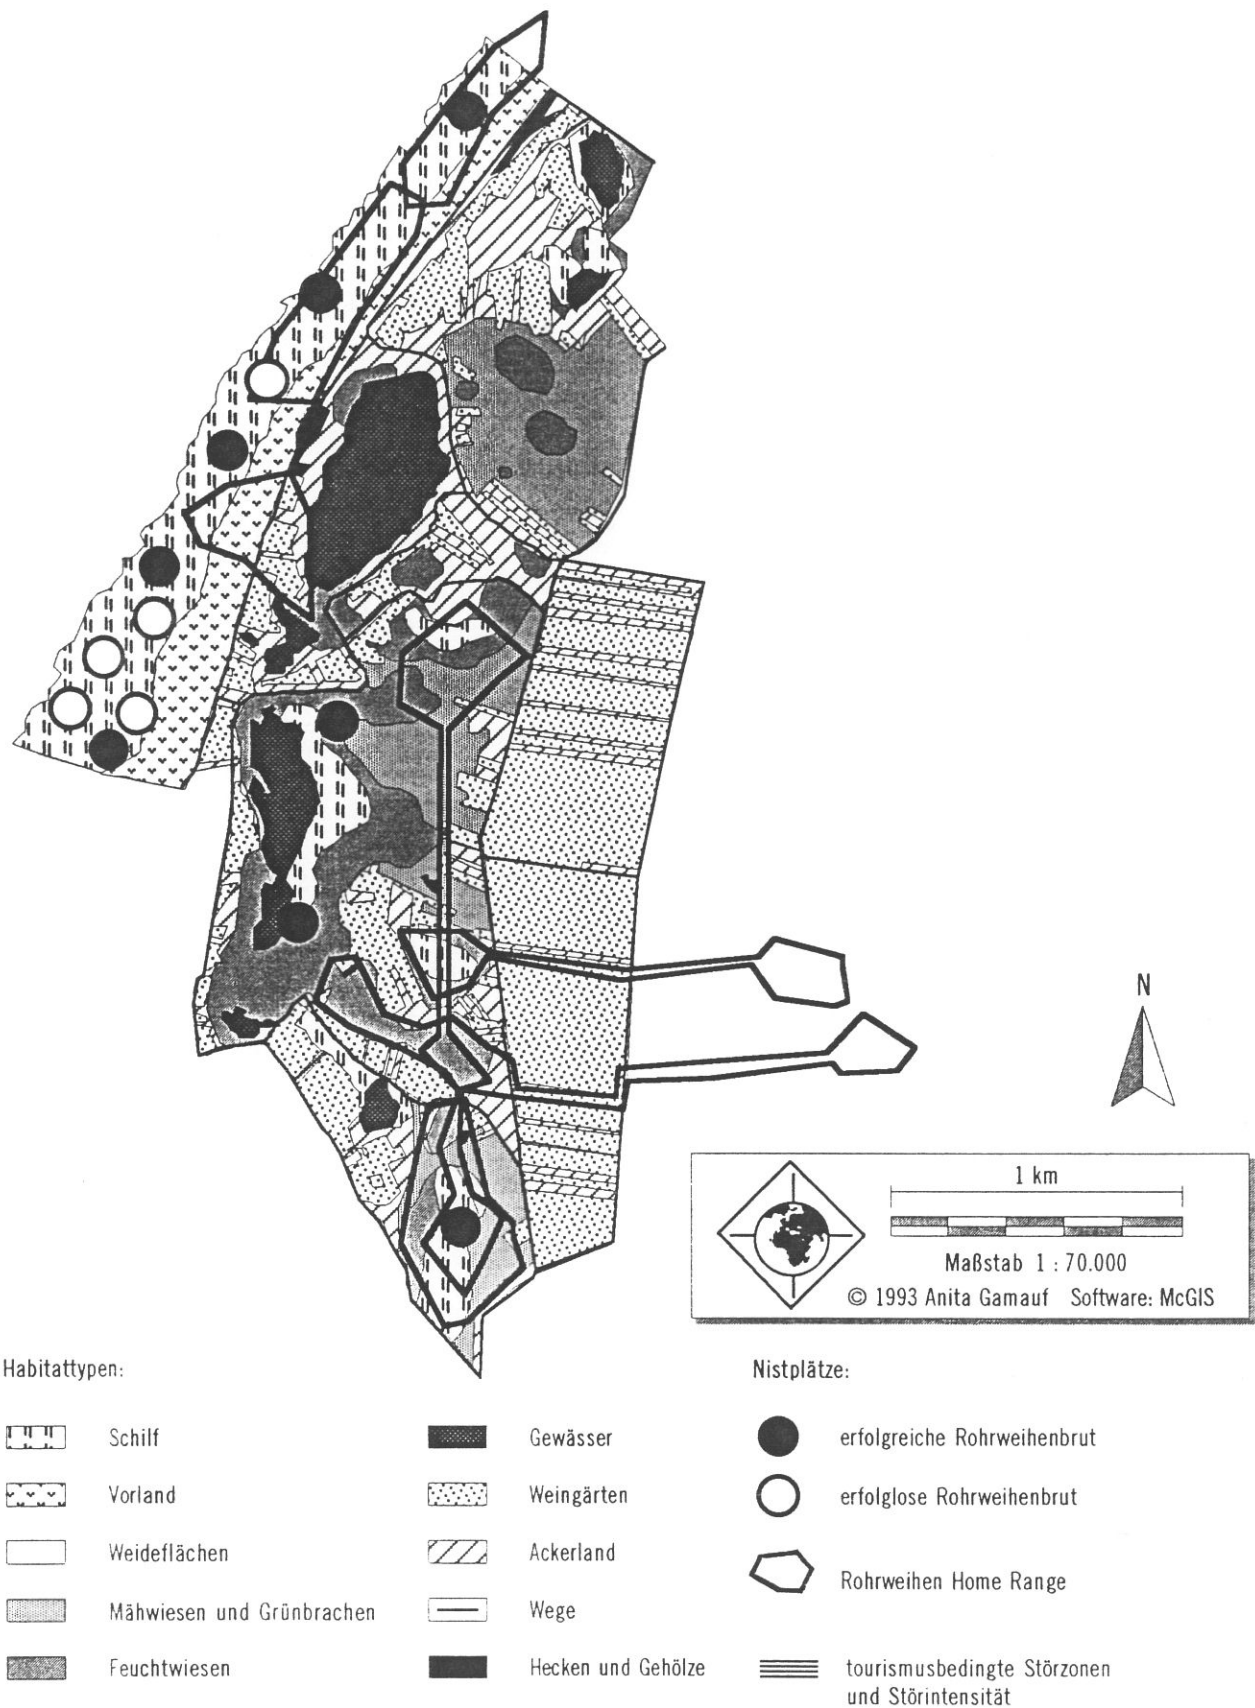 N
1 km
Maßstab 1 : 70.000
© 1993 Anita Gamauf Software: McGIS
Habitattypen:
Schilf
Vorland
Weideflächen
Mähwiesen und Grünbrachen
Feuchtwiesen
Gewässer
Weingärten
Ackerland
Wege
Hecken und Gehölze
Nistplätze:
erfolgreiche Rohrweihenbrut
erfolglose Rohrweihenbrut
Rohrweihen Home Range
tourismusbedingte Störzonen
und Störintensität